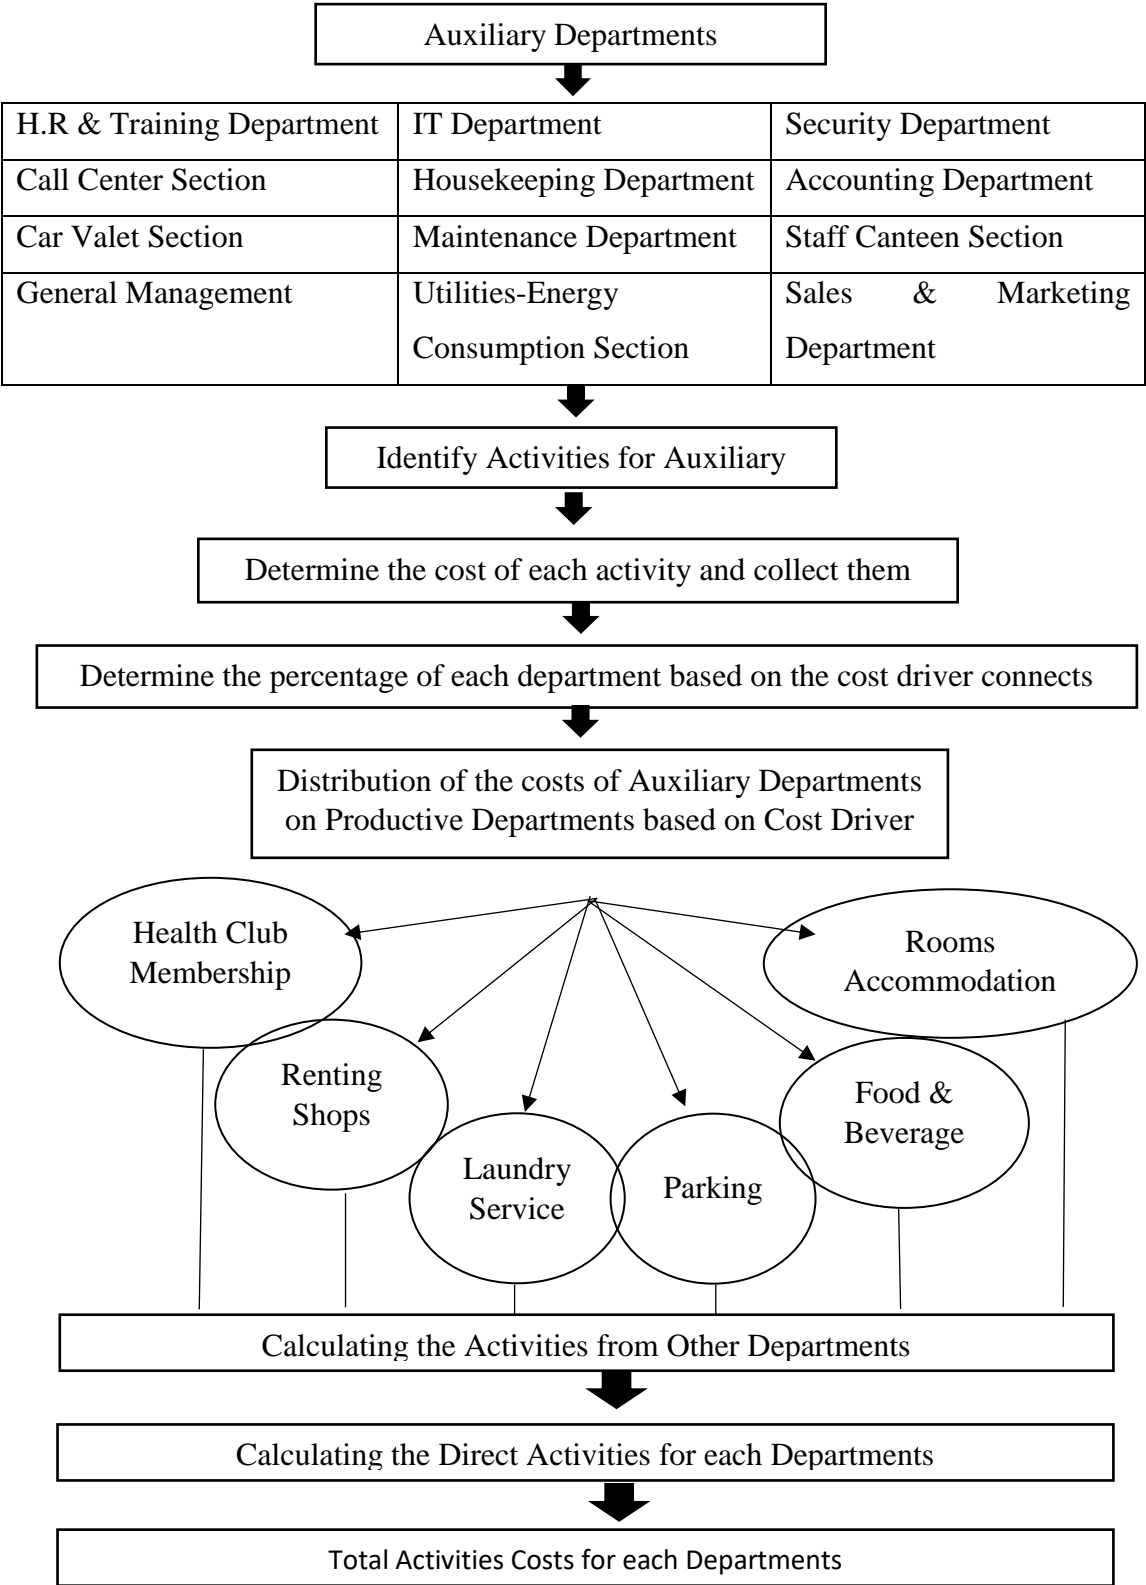 Auxiliary Departments
H.R & Training Department
IT Department
Security Department
Call Center Section
Housekeeping Department
Accounting Department
Car Valet Section
Maintenance Department
Staff Canteen Section
General Management
Utilities-Energy
Consumption Section
Sales & Marketing
Department
Identify Activities for Auxiliary
Determine the cost of each activity and collect them
Determine the percentage of each department based on the cost driver connects
Distribution of the costs of Auxiliary Departments
on Productive Departments based on Cost Driver
Health Club
Membership
Rooms
Accommodation
Renting
Shops
Food &
Beverage
Laundry
Service
Parking
Calculating the Activities from Other Departments
Calculating the Direct Activities for each Departments
Total Activities Costs for each Departments